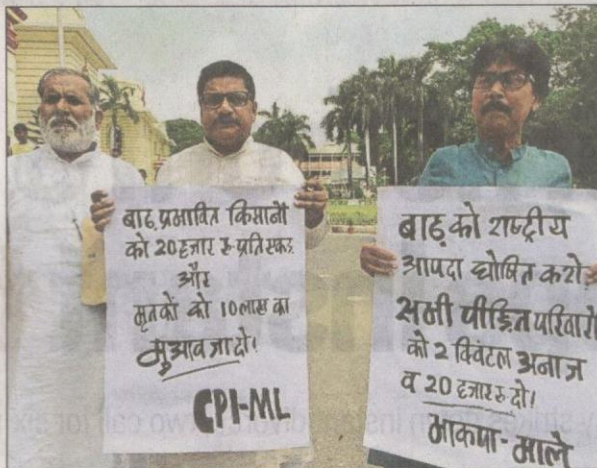 बाढ़ प्रभावित किसानों
को 20 हजार रु प्रति एकड़
और
मृतकों को 10 लाख का
मुआवजा दो!
CPI-ML
बाढ़ को राष्ट्रीय
आपदा घोषित करो
सभी पीड़ित परिवारों
को 2 क्विंटल अनाज
व 20 हजार रु दो!
भाकपा-माले